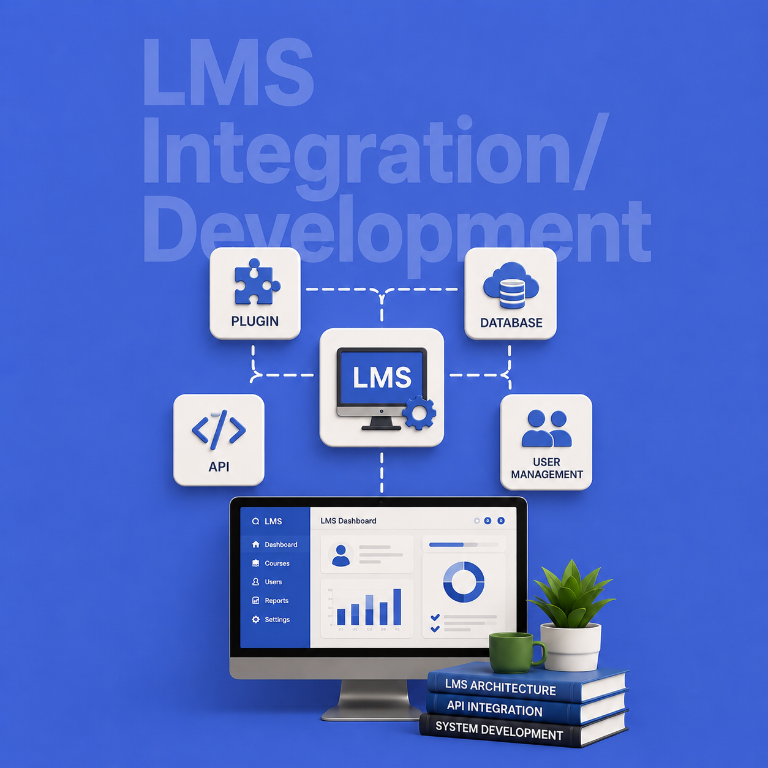 LMS
Integration/
Development
PLUGIN
DATABASE
LMS
API
USER
MANAGEMENT
LMS
LMS Dashboard
Dashboard
Courses
Users
Reports
Settings
LMS ARCHITECTURE
API INTEGRATION
SYSTEM DEVELOPMENT